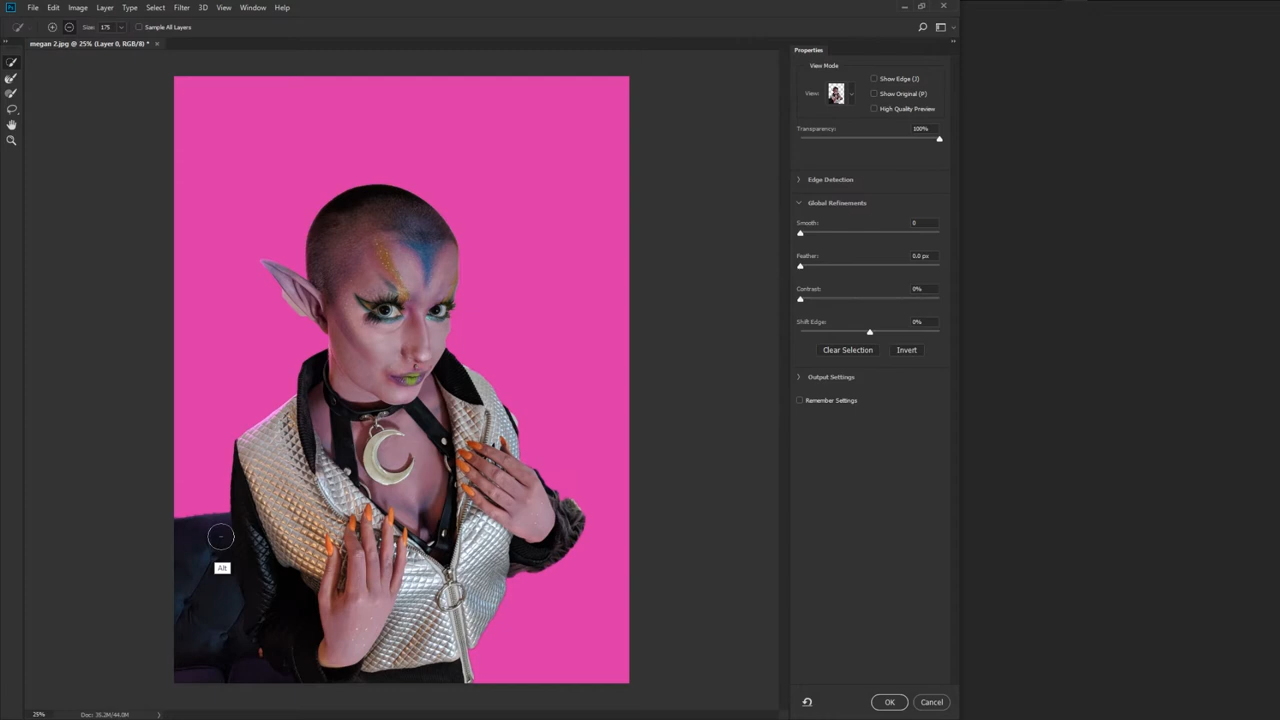 Ps File Edit Image Layer Type Select Filter 3D View Window Help
Size: 175 Sample All Layers
megan 2.jpg @ 25% (Layer 0, RGB/8) * ×
Properties
View Mode
Show Edge (J)
View:
Show Original (P)
High Quality Preview
Transparency: 100%
Edge Detection
Global Refinements
Smooth: 0
Feather: 0.0 px
Contrast: 0%
Shift Edge: 0%
Clear Selection Invert
Output Settings
Remember Settings
Alt
OK Cancel
25% Doc: 35.2M/44.0M